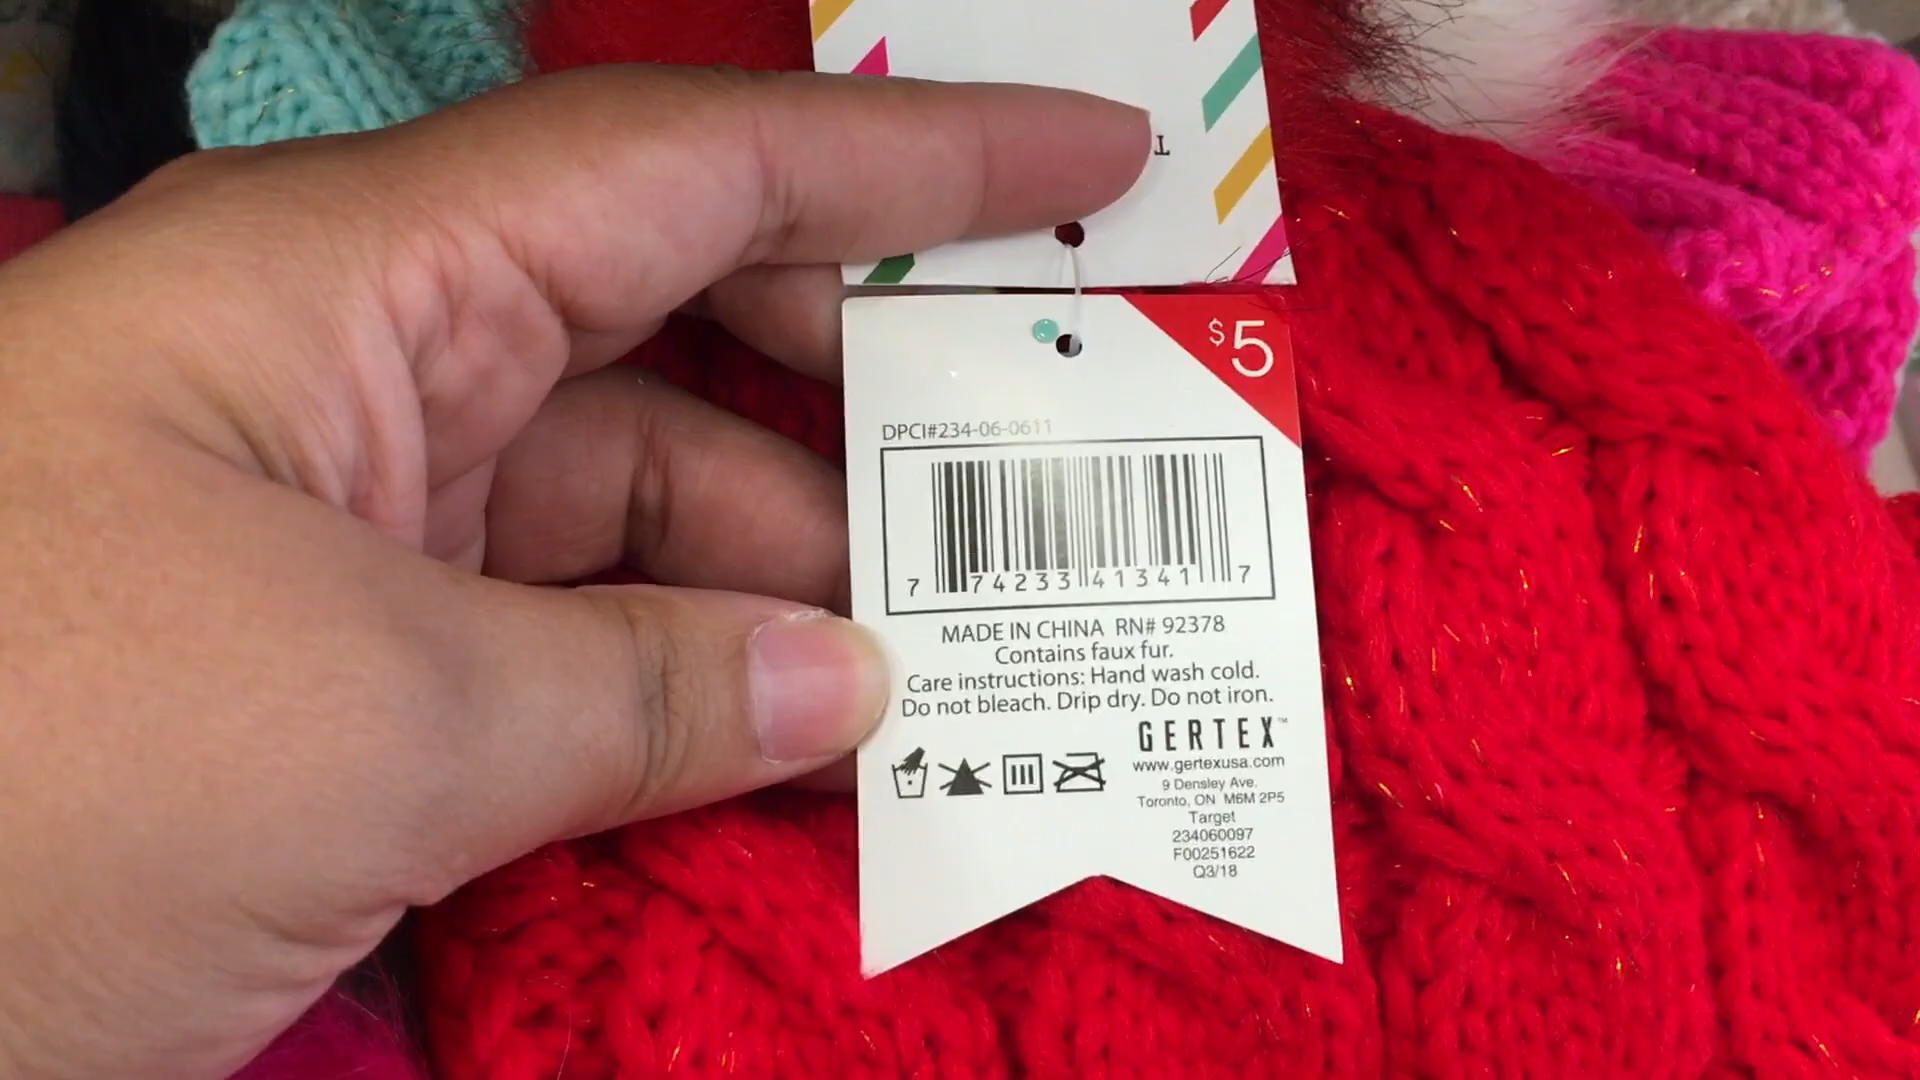 T
$5
DPCI#234-06-0611
7 74233 41341 7
MADE IN CHINA RN# 92378
Contains faux fur.
Care instructions: Hand wash cold.
Do not bleach. Drip dry. Do not iron.
GERTEX™
www.gertexusa.com
9 Densley Ave.
Toronto, ON M6M 2P5
Target
234060097
F00251622
Q3/18